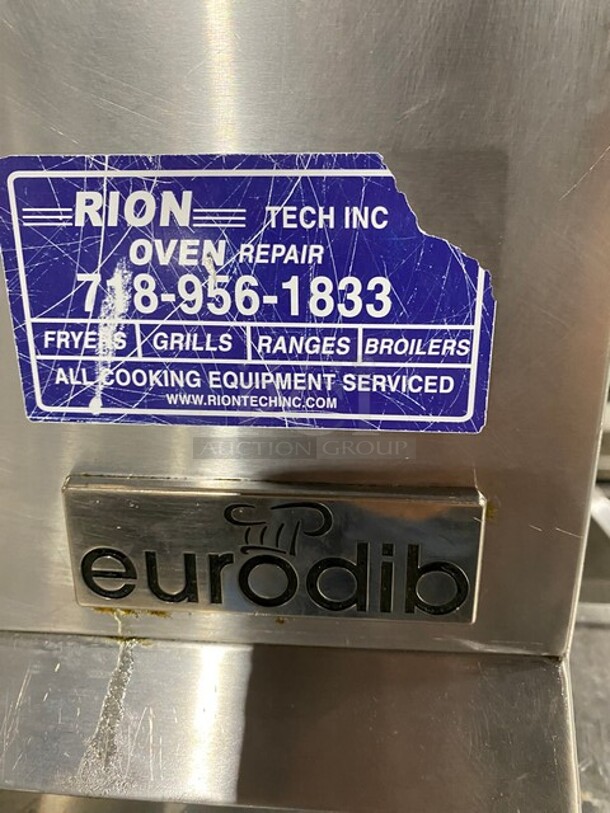 RION TECH INC
OVEN REPAIR
718-956-1833
FRYERS GRILLS RANGES BROILERS
ALL COOKING EQUIPMENT SERVICED
WWW.RIONTECHINC.COM
AUCTION GROUP
eurodib